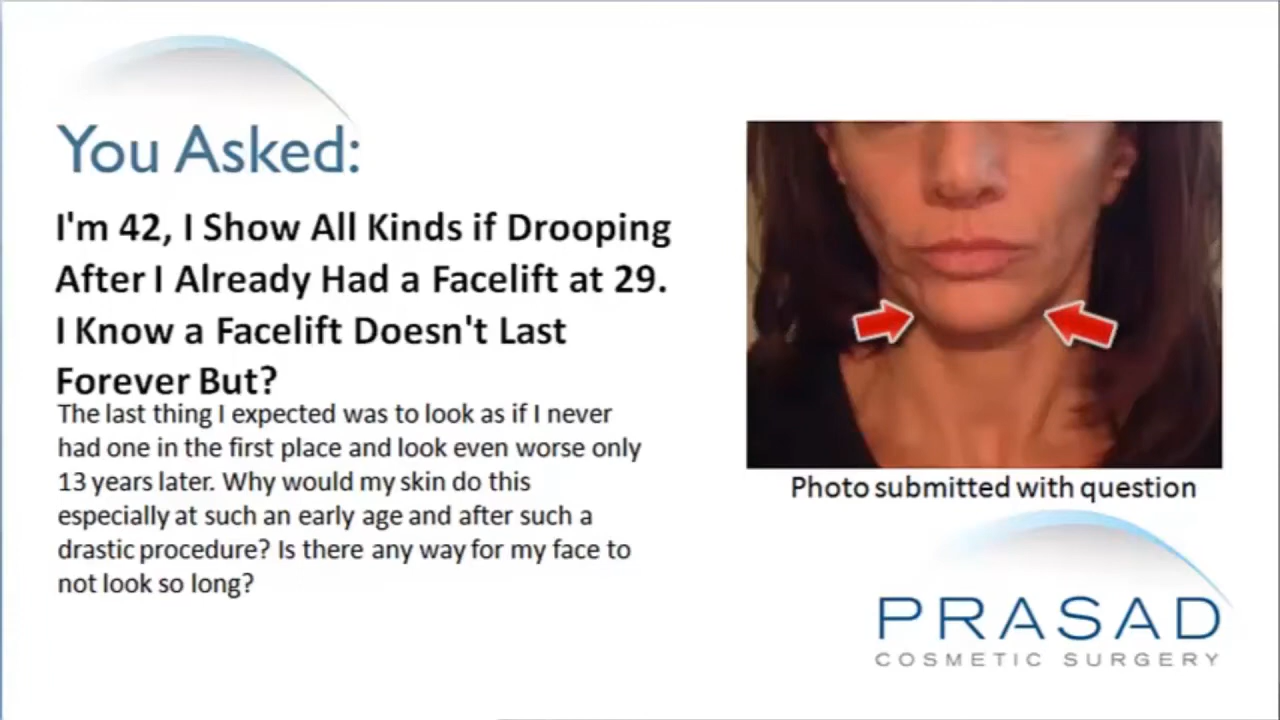 You Asked:
I'm 42, I Show All Kinds if Drooping
After I Already Had a Facelift at 29.
I Know a Facelift Doesn't Last
Forever But?
The last thing I expected was to look as if I never
had one in the first place and look even worse only
13 years later. Why would my skin do this
especially at such an early age and after such a
drastic procedure? Is there any way for my face to
not look so long?
Photo submitted with question
PRASAD
COSMETIC SURGERY